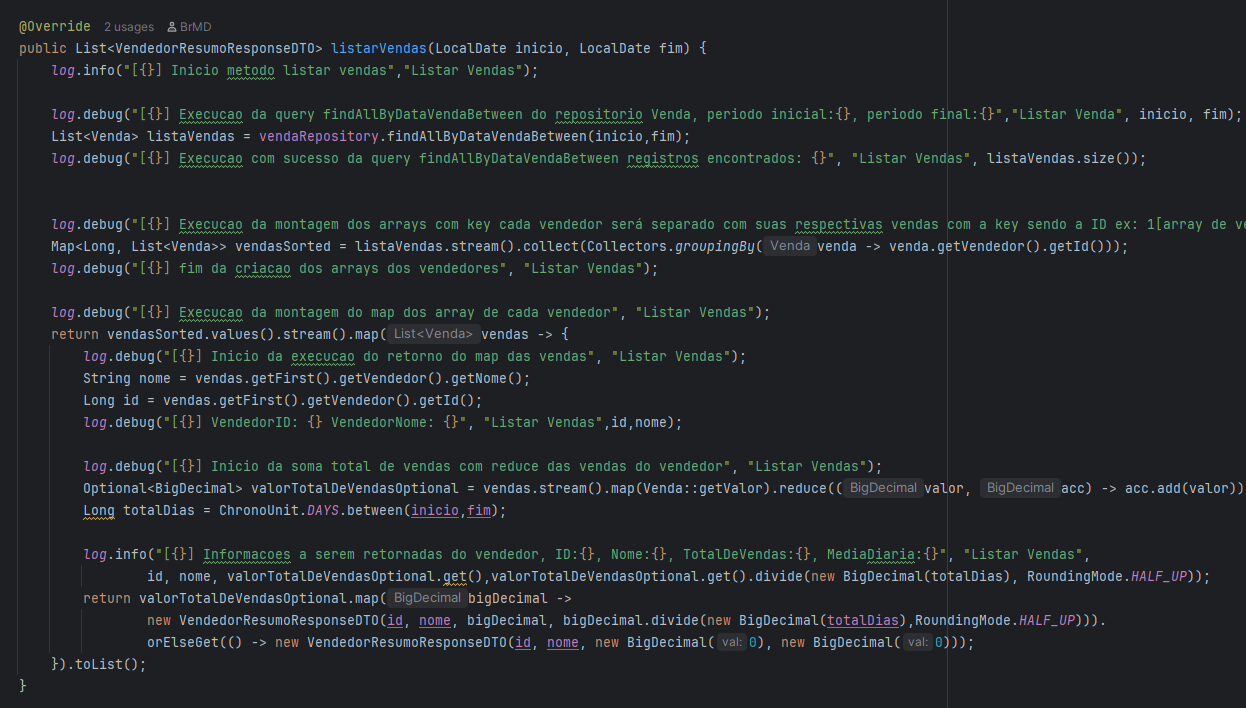 @Override 2 usages BrMD
public List<VendedorResumoResponseDTO> listarVendas(LocalDate inicio, LocalDate fim) {
log.info("[{}] Inicio metodo listar vendas","Listar Vendas");
log.debug("[{}] Execucao da query findAllByDataVendaBetween do repositorio Venda, periodo inicial:{}, periodo final:{}","Listar Venda", inicio, fim);
List<Venda> listaVendas = vendaRepository.findAllByDataVendaBetween(inicio,fim);
log.debug("[{}] Execucao com sucesso da query findAllByDataVendaBetween registros encontrados: {}", "Listar Vendas", listaVendas.size());
log.debug("[{}] Execucao da montagem dos arrays com key cada vendedor será separado com suas respectivas vendas com a key sendo a ID ex: 1[array de ve
Map<Long, List<Venda>> vendasSorted = listaVendas.stream().collect(Collectors.groupingBy( Venda venda -> venda.getVendedor().getId()));
log.debug("[{}] fim da criacao dos arrays dos vendedores", "Listar Vendas");
log.debug("[{}] Execucao da montagem do map dos array de cada vendedor", "Listar Vendas");
return vendasSorted.values().stream().map( List<Venda> vendas -> {
log.debug("[{}] Inicio da execucao do retorno do map das vendas", "Listar Vendas");
String nome = vendas.getFirst().getVendedor().getNome();
Long id = vendas.getFirst().getVendedor().getId();
log.debug("[{}] VendedorID: {} VendedorNome: {}", "Listar Vendas",id,nome);
log.debug("[{}] Inicio da soma total de vendas com reduce das vendas do vendedor", "Listar Vendas");
Optional<BigDecimal> valorTotalDeVendasOptional = vendas.stream().map(Venda::getValor).reduce(( BigDecimal valor, BigDecimal acc) -> acc.add(valor))
Long totalDias = ChronoUnit.DAYS.between(inicio,fim);
log.info("[{}] Informacoes a serem retornadas do vendedor, ID:{}, Nome:{}, TotalDeVendas:{}, MediaDiaria:{}", "Listar Vendas",
id, nome, valorTotalDeVendasOptional.get(),valorTotalDeVendasOptional.get().divide(new BigDecimal(totalDias), RoundingMode.HALF_UP));
return valorTotalDeVendasOptional.map( BigDecimal bigDecimal ->
new VendedorResumoResponseDTO(id, nome, bigDecimal, bigDecimal.divide(new BigDecimal(totalDias),RoundingMode.HALF_UP))).
orElseGet(() -> new VendedorResumoResponseDTO(id, nome, new BigDecimal( val: 0), new BigDecimal( val: 0)));
}).toList();
}